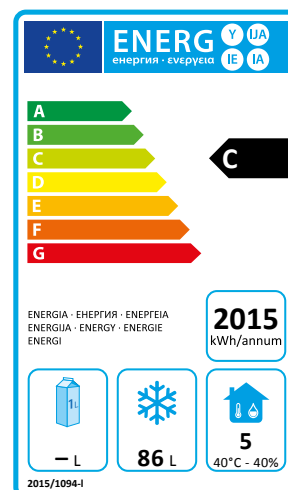 ENERG Y IJA
енергия · ενεργεια IE IA
A
B
C
C
D
E
F
G
ENERGIA · ЕНЕРГИЯ · ΕΝΕΡΓΕΙΑ
ENERGIJA · ENERGY · ENERGIE
ENERGI
2015
kWh/annum
1L
– L
86 L
5
40°C - 40%
2015/1094-I